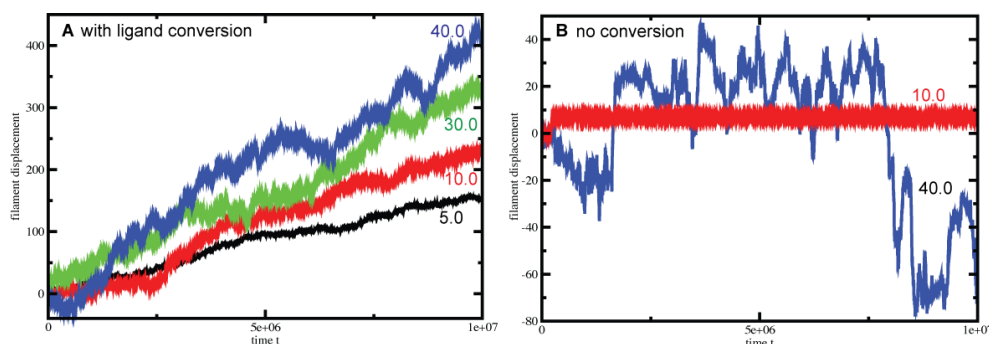 A with ligand conversion
40.0
30.0
10.0
5.0
filament displacement
400
300
200
100
0
0
5e+06
1e+07
time t
B no conversion
10.0
40.0
filament displacement
40
20
0
-20
-40
-60
-80
0
5e+06
1e+0
time t